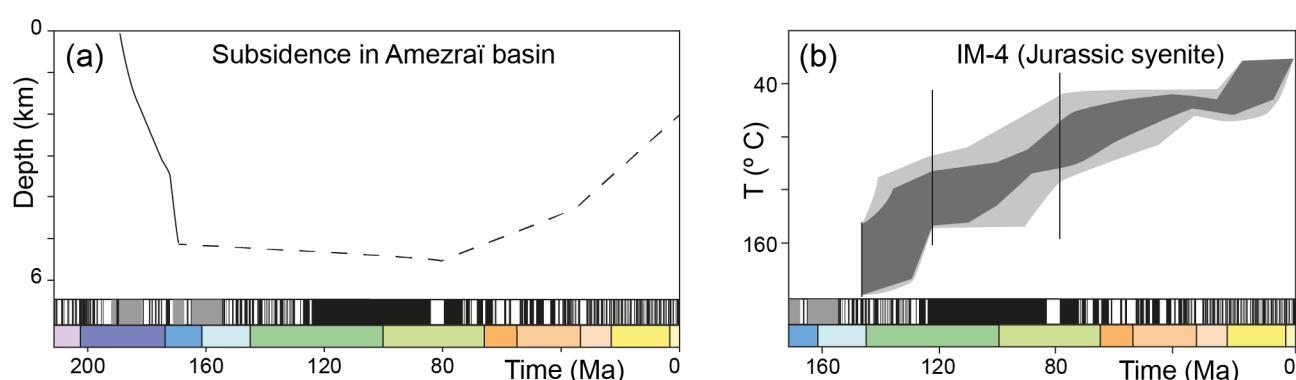 0
(a)
Subsidence in Amezraï basin
Depth (km)
6
200
160
120
80
Time (Ma)
0
(b)
IM-4 (Jurassic syenite)
40
T (º C)
160
160
120
80
Time (Ma)
0